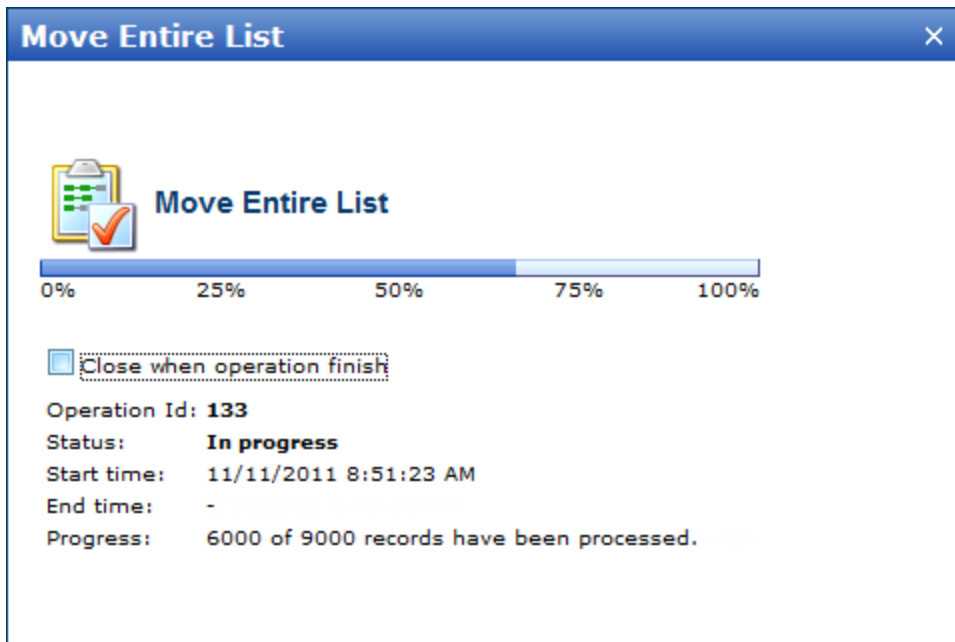 Move Entire List
Move Entire List
0% 25% 50% 75% 100%
Close when operation finish
Operation Id: 133
Status: In progress
Start time: 11/11/2011 8:51:23 AM
End time: -
Progress: 6000 of 9000 records have been processed.